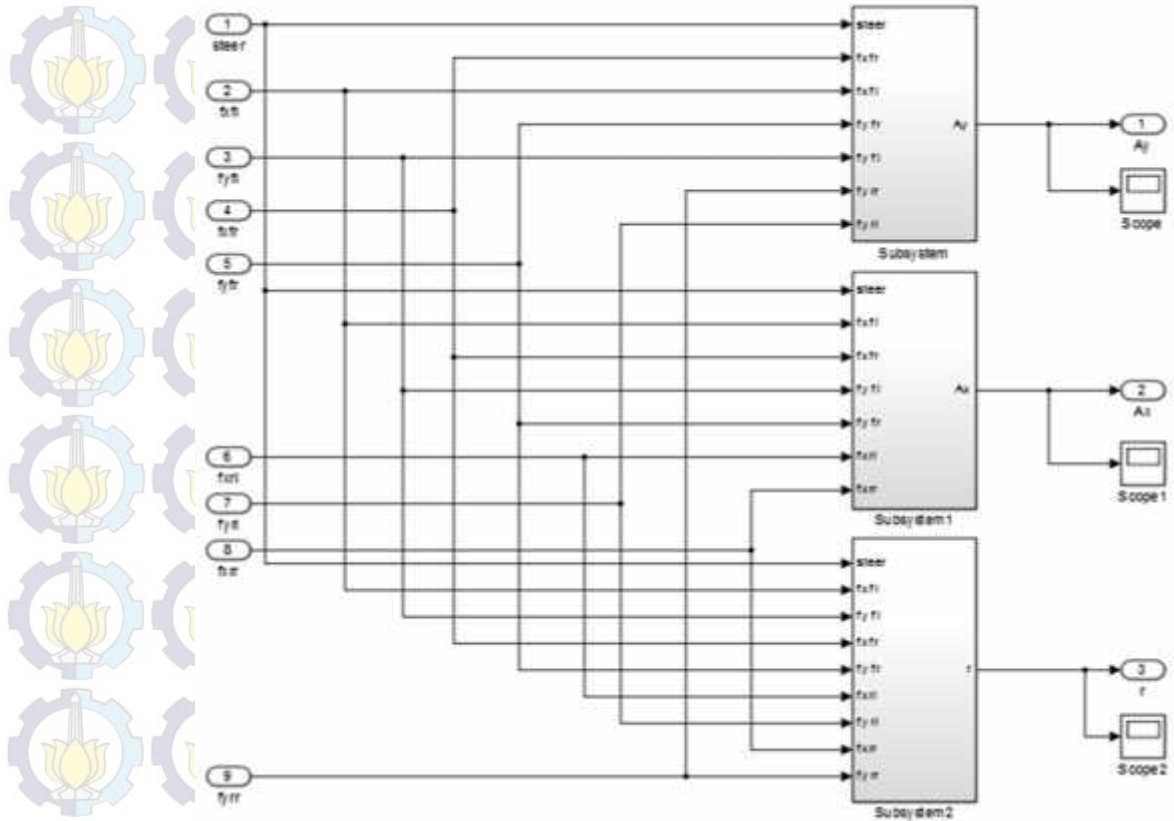 1
steer
2
fxfl
3
fyfl
4
fxfr
5
fyfr
6
fxrl
7
fyrl
8
fxrr
9
fyrr
steer
fxfr
fxfl
fyfr
fyfl
fyrr
fyrl
Ay
Subsystem
1
Ay
Scope
steer
fxfl
fxfr
fyfl
fyfr
fxrl
fxrr
Ax
Subsystem1
2
Ax
Scope1
steer
fxfl
fyfl
fxfr
fyfr
fxrl
fyrl
fxrr
fyrr
r
Subsystem2
3
r
Scope2